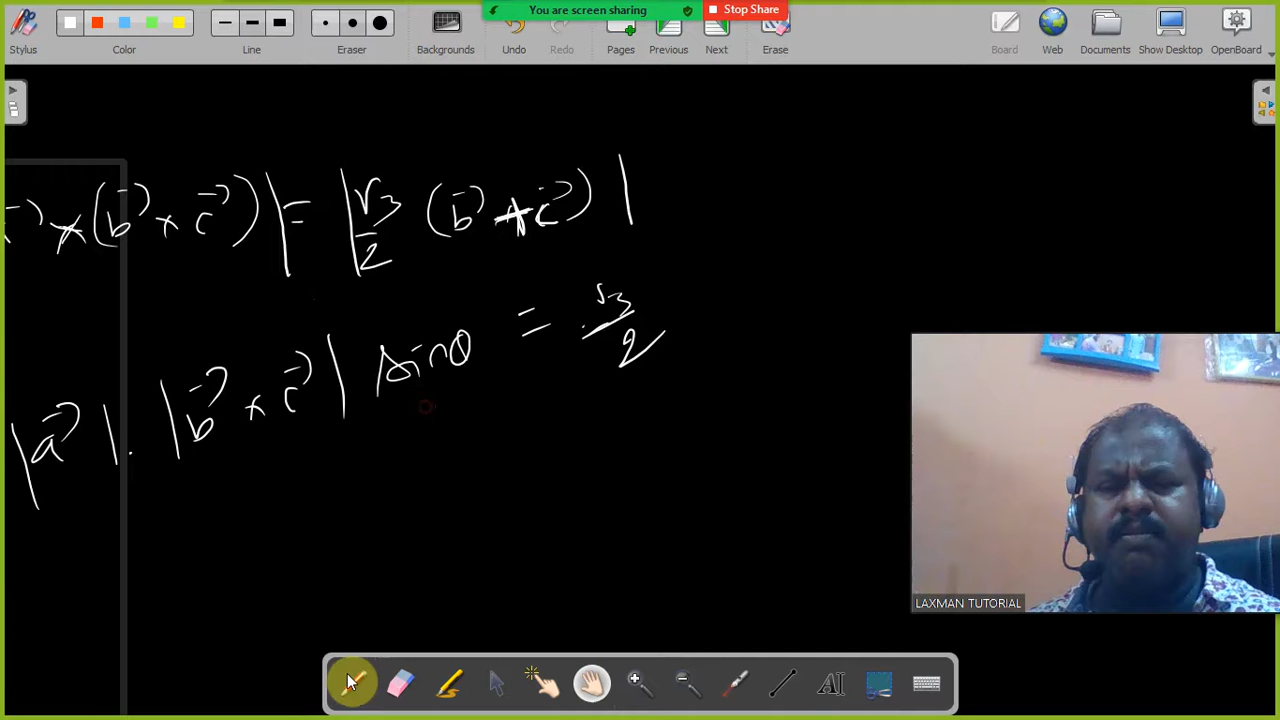 You are screen sharing
Stop Share
Stylus Color Line Eraser Backgrounds Undo Redo Pages Previous Next Erase Board Web Documents Show Desktop OpenBoard
× (b⃗ × c⃗)| = |√3/2 (b⃗ + c⃗)|
|a⃗| . |b⃗ × c⃗| sinθ = √3/2
LAXMAN TUTORIAL
AI